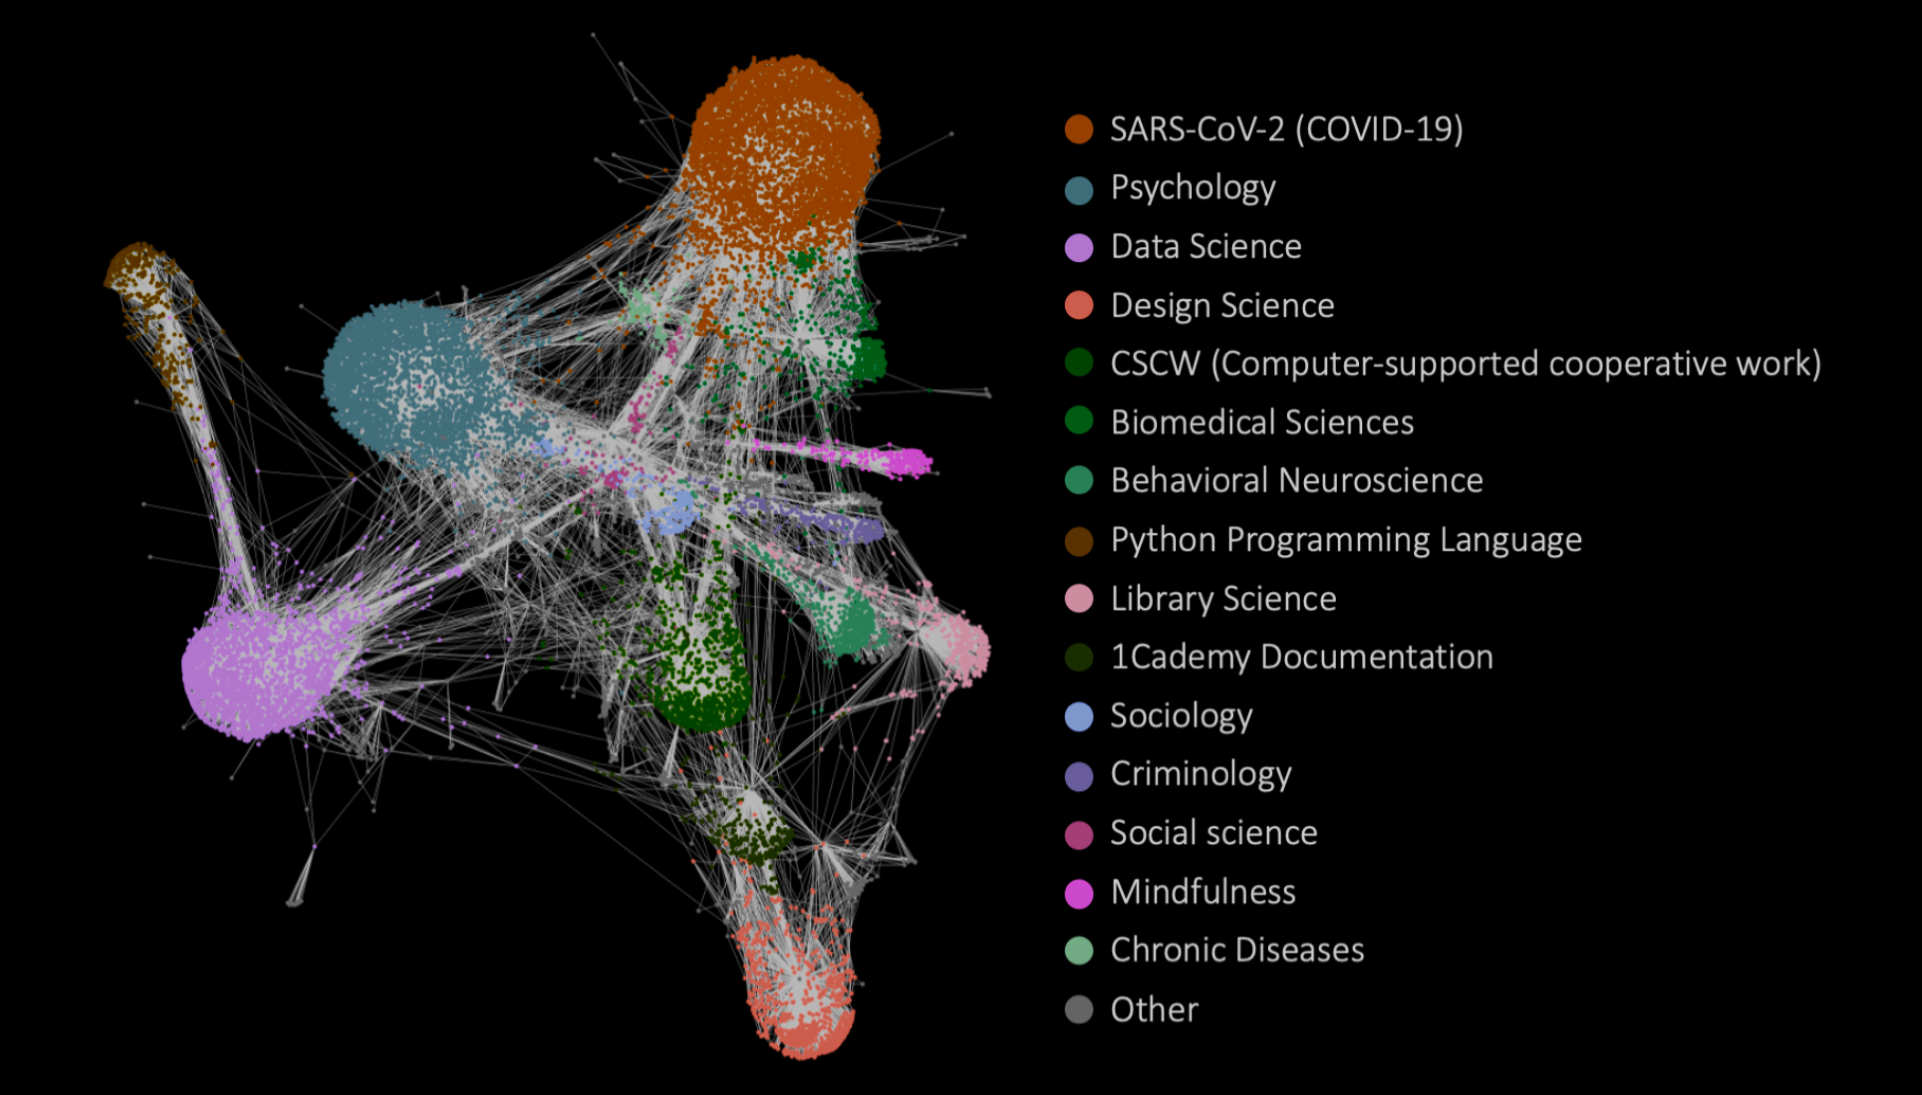 SARS-CoV-2 (COVID-19)
Psychology
Data Science
Design Science
CSCW (Computer-supported cooperative work)
Biomedical Sciences
Behavioral Neuroscience
Python Programming Language
Library Science
1Cademy Documentation
Sociology
Criminology
Social science
Mindfulness
Chronic Diseases
Other